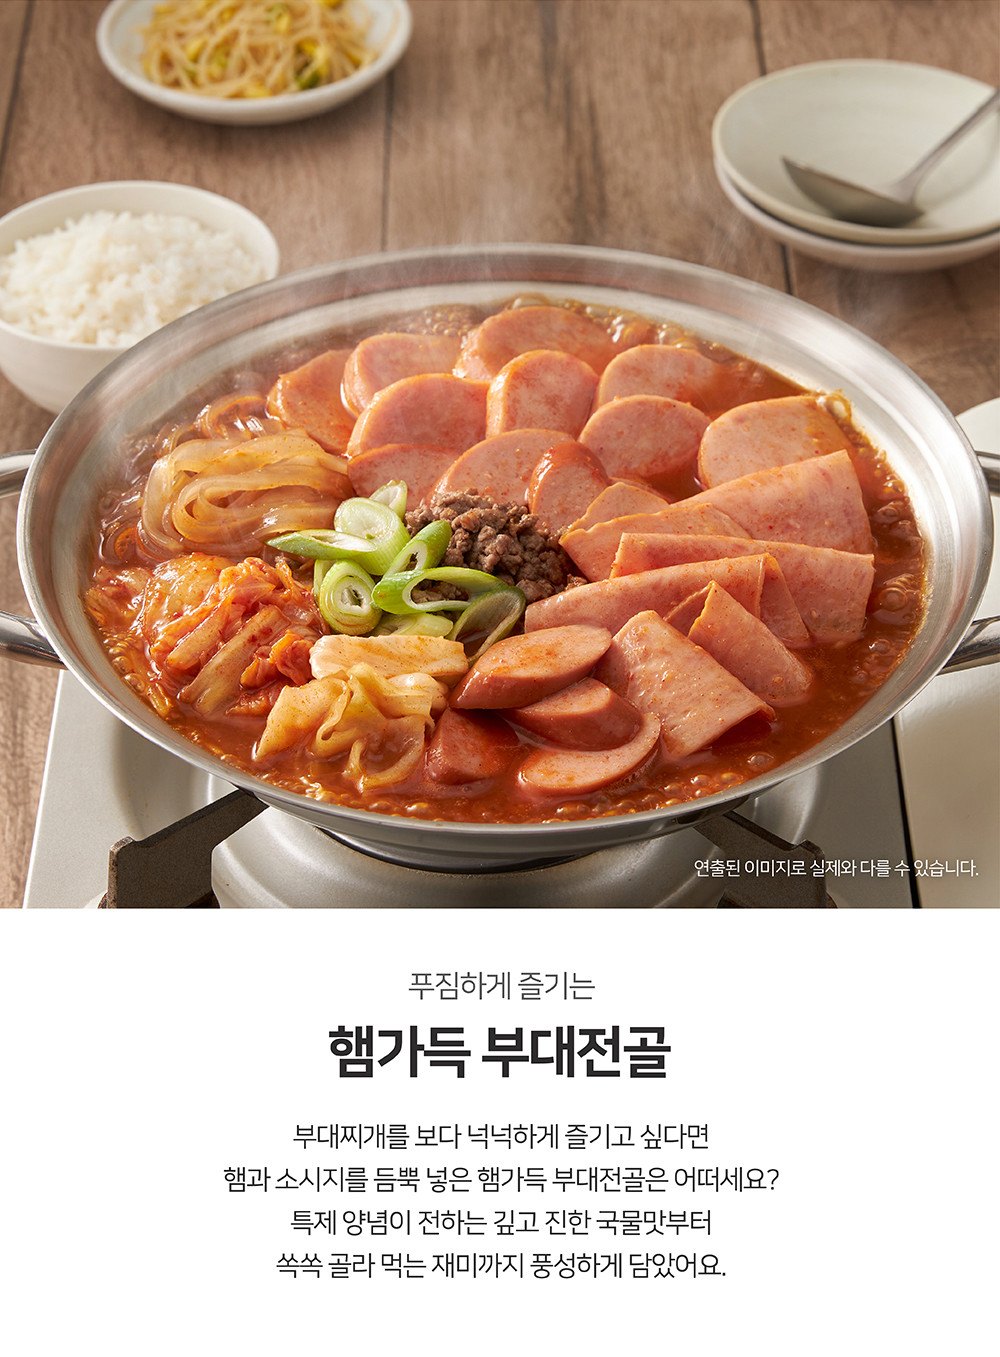 연출된 이미지로 실제와 다를 수 있습니다.
푸짐하게 즐기는
햄가득 부대전골
부대찌개를 보다 넉넉하게 즐기고 싶다면
햄과 소시지를 듬뿍 넣은 햄가득 부대전골은 어떠세요?
특제 양념이 전하는 깊고 진한 국물맛부터
쏙쏙 골라 먹는 재미까지 풍성하게 담았어요.